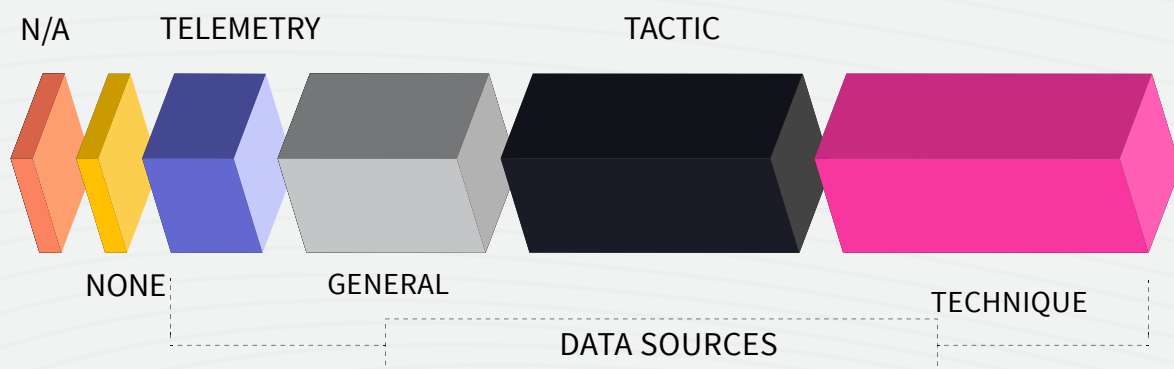 N/A
TELEMETRY
TACTIC
NONE
GENERAL
TECHNIQUE
DATA SOURCES